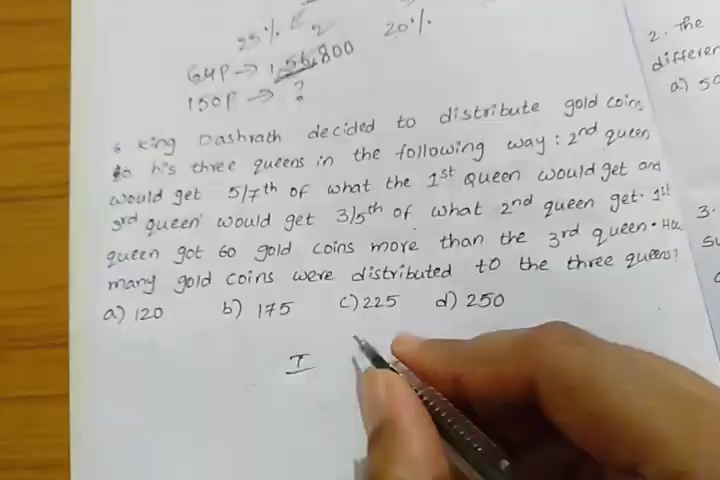 25% 2 20%
64P → 1,56,800
150P → ?
6 King Dashrath decided to distribute gold coins
to his three queens in the following way: 2nd queen
would get 5/7th of what the 1st Queen would get and
3rd queen would get 3/5th of what 2nd queen get. 1st
queen got 60 gold coins more than the 3rd queen. How
many gold coins were distributed to the three queens?
a) 120 b) 175 c) 225 d) 250
I
2. The
differen
a) 50
3.